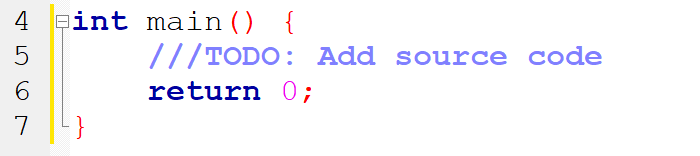 4 int main() {
5 ///TODO: Add source code
6 return 0;
7 }